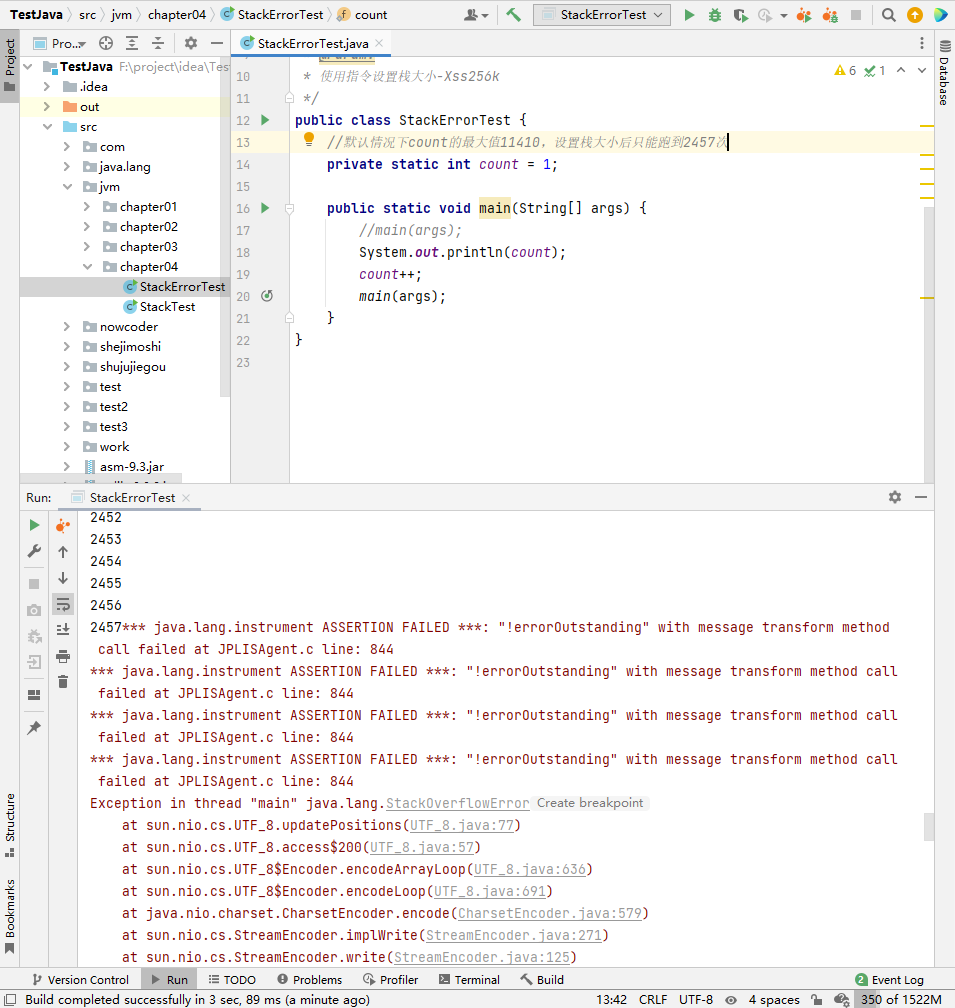 TestJava src jvm chapter04 StackErrorTest count StackErrorTest
Project
Pro...
StackErrorTest.java
Database
TestJava F:\project\idea\Tes
.idea
out
src
com
java.lang
jvm
chapter01
chapter02
chapter03
chapter04
StackErrorTest
StackTest
nowcoder
shejimoshi
shujujiegou
test
test2
test3
work
asm-9.3.jar
6 1
10 * 使用指令设置栈大小-Xss256k
11 */
12 public class StackErrorTest {
13 //默认情况下count的最大值11410，设置栈大小后只能跑到2457次
14 private static int count = 1;
15
16 public static void main(String[] args) {
17 //main(args);
18 System.out.println(count);
19 count++;
20 main(args);
21 }
22 }
23
Run: StackErrorTest
2452
2453
2454
2455
2456
2457*** java.lang.instrument ASSERTION FAILED ***: "!errorOutstanding" with message transform method
call failed at JPLISAgent.c line: 844
*** java.lang.instrument ASSERTION FAILED ***: "!errorOutstanding" with message transform method call
failed at JPLISAgent.c line: 844
*** java.lang.instrument ASSERTION FAILED ***: "!errorOutstanding" with message transform method call
failed at JPLISAgent.c line: 844
*** java.lang.instrument ASSERTION FAILED ***: "!errorOutstanding" with message transform method call
failed at JPLISAgent.c line: 844
Exception in thread "main" java.lang.StackOverflowError Create breakpoint
at sun.nio.cs.UTF_8.updatePositions(UTF_8.java:77)
at sun.nio.cs.UTF_8.access$200(UTF_8.java:57)
at sun.nio.cs.UTF_8$Encoder.encodeArrayLoop(UTF_8.java:636)
at sun.nio.cs.UTF_8$Encoder.encodeLoop(UTF_8.java:691)
at java.nio.charset.CharsetEncoder.encode(CharsetEncoder.java:579)
at sun.nio.cs.StreamEncoder.implWrite(StreamEncoder.java:271)
at sun.nio.cs.StreamEncoder.write(StreamEncoder.java:125)
Structure
Bookmarks
Version Control Run TODO Problems Profiler Terminal Build 2 Event Log
Build completed successfully in 3 sec, 89 ms (a minute ago) 13:42 CRLF UTF-8 4 spaces 350 of 1522M